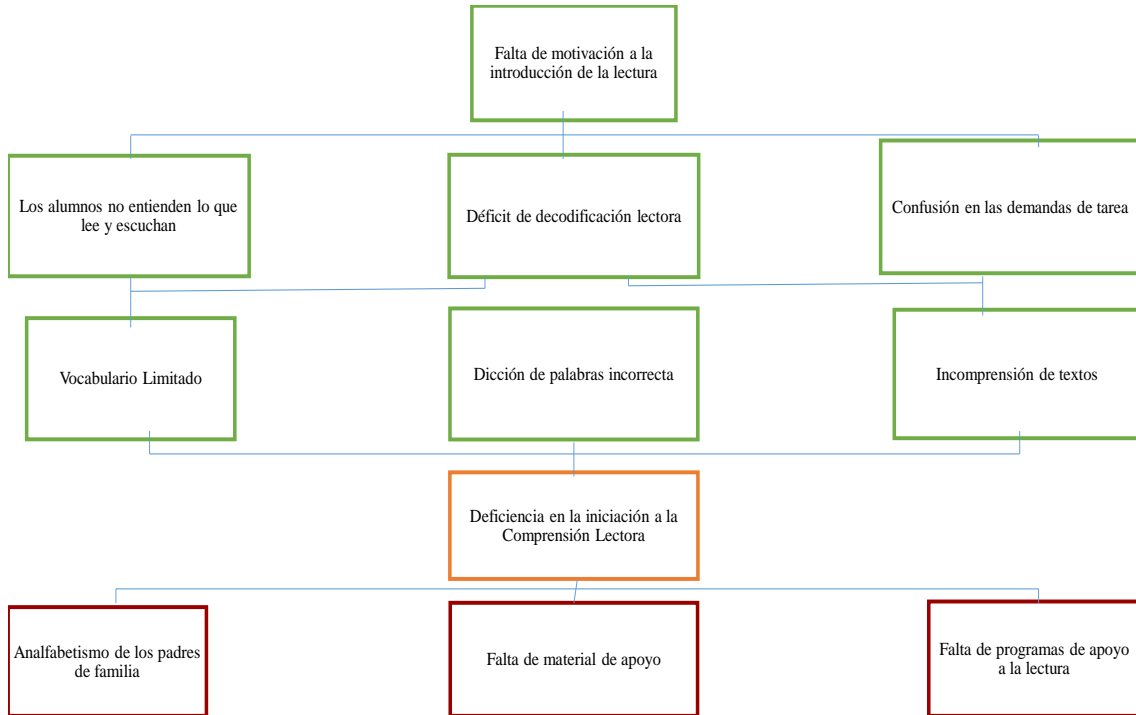 Falta de motivación a la
introducción de la lectura
Los alumnos no entienden lo que
lee y escuchan
Déficit de decodificación lectora
Confusión en las demandas de tarea
Vocabulario Limitado
Dicción de palabras incorrecta
Incomprensión de textos
Deficiencia en la iniciación a la
Comprensión Lectora
Analfabetismo de los padres
de familia
Falta de material de apoyo
Falta de programas de apoyo
a la lectura